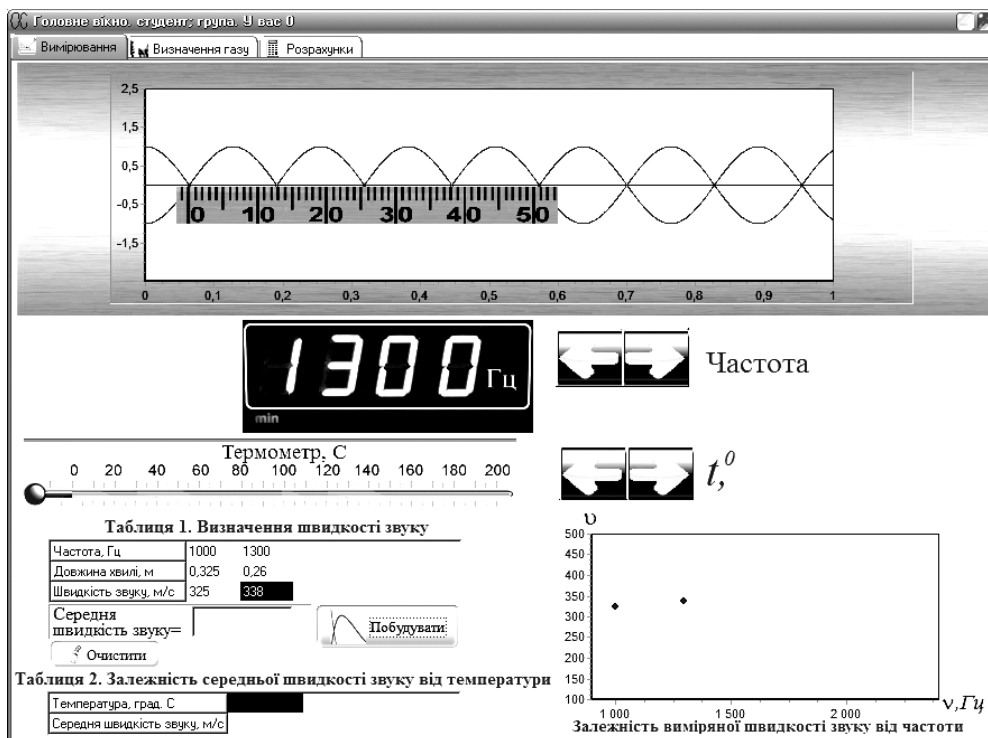 Головне вікно, студент; група. У вас 0
Вимірювання Визначення газу Розрахунки
2,5
1,5
0,5
-0,5
-1,5
0 10 20 30 40 50
0 0,1 0,2 0,3 0,4 0,5 0,6 0,7 0,8 0,9 1
1300 Гц
min
Частота
Термометр, С
0 20 40 60 80 100 120 140 160 180 200
t,⁰
Таблиця 1. Визначення швидкості звуку
Частота, Гц 1000 1300
Довжина хвилі, м 0,325 0,26
Швидкість звуку, м/с 325 338
Середня
швидкість звуку=
Побудувати
Очистити
Таблиця 2. Залежність середньої швидкості звуку від температури
Температура, град. С
Середня швидкість звуку, м/с
υ
500
450
400
350
300
250
200
150
100
1 000 1 500 2 000
ν,Гц
Залежність виміряної швидкості звуку від частоти